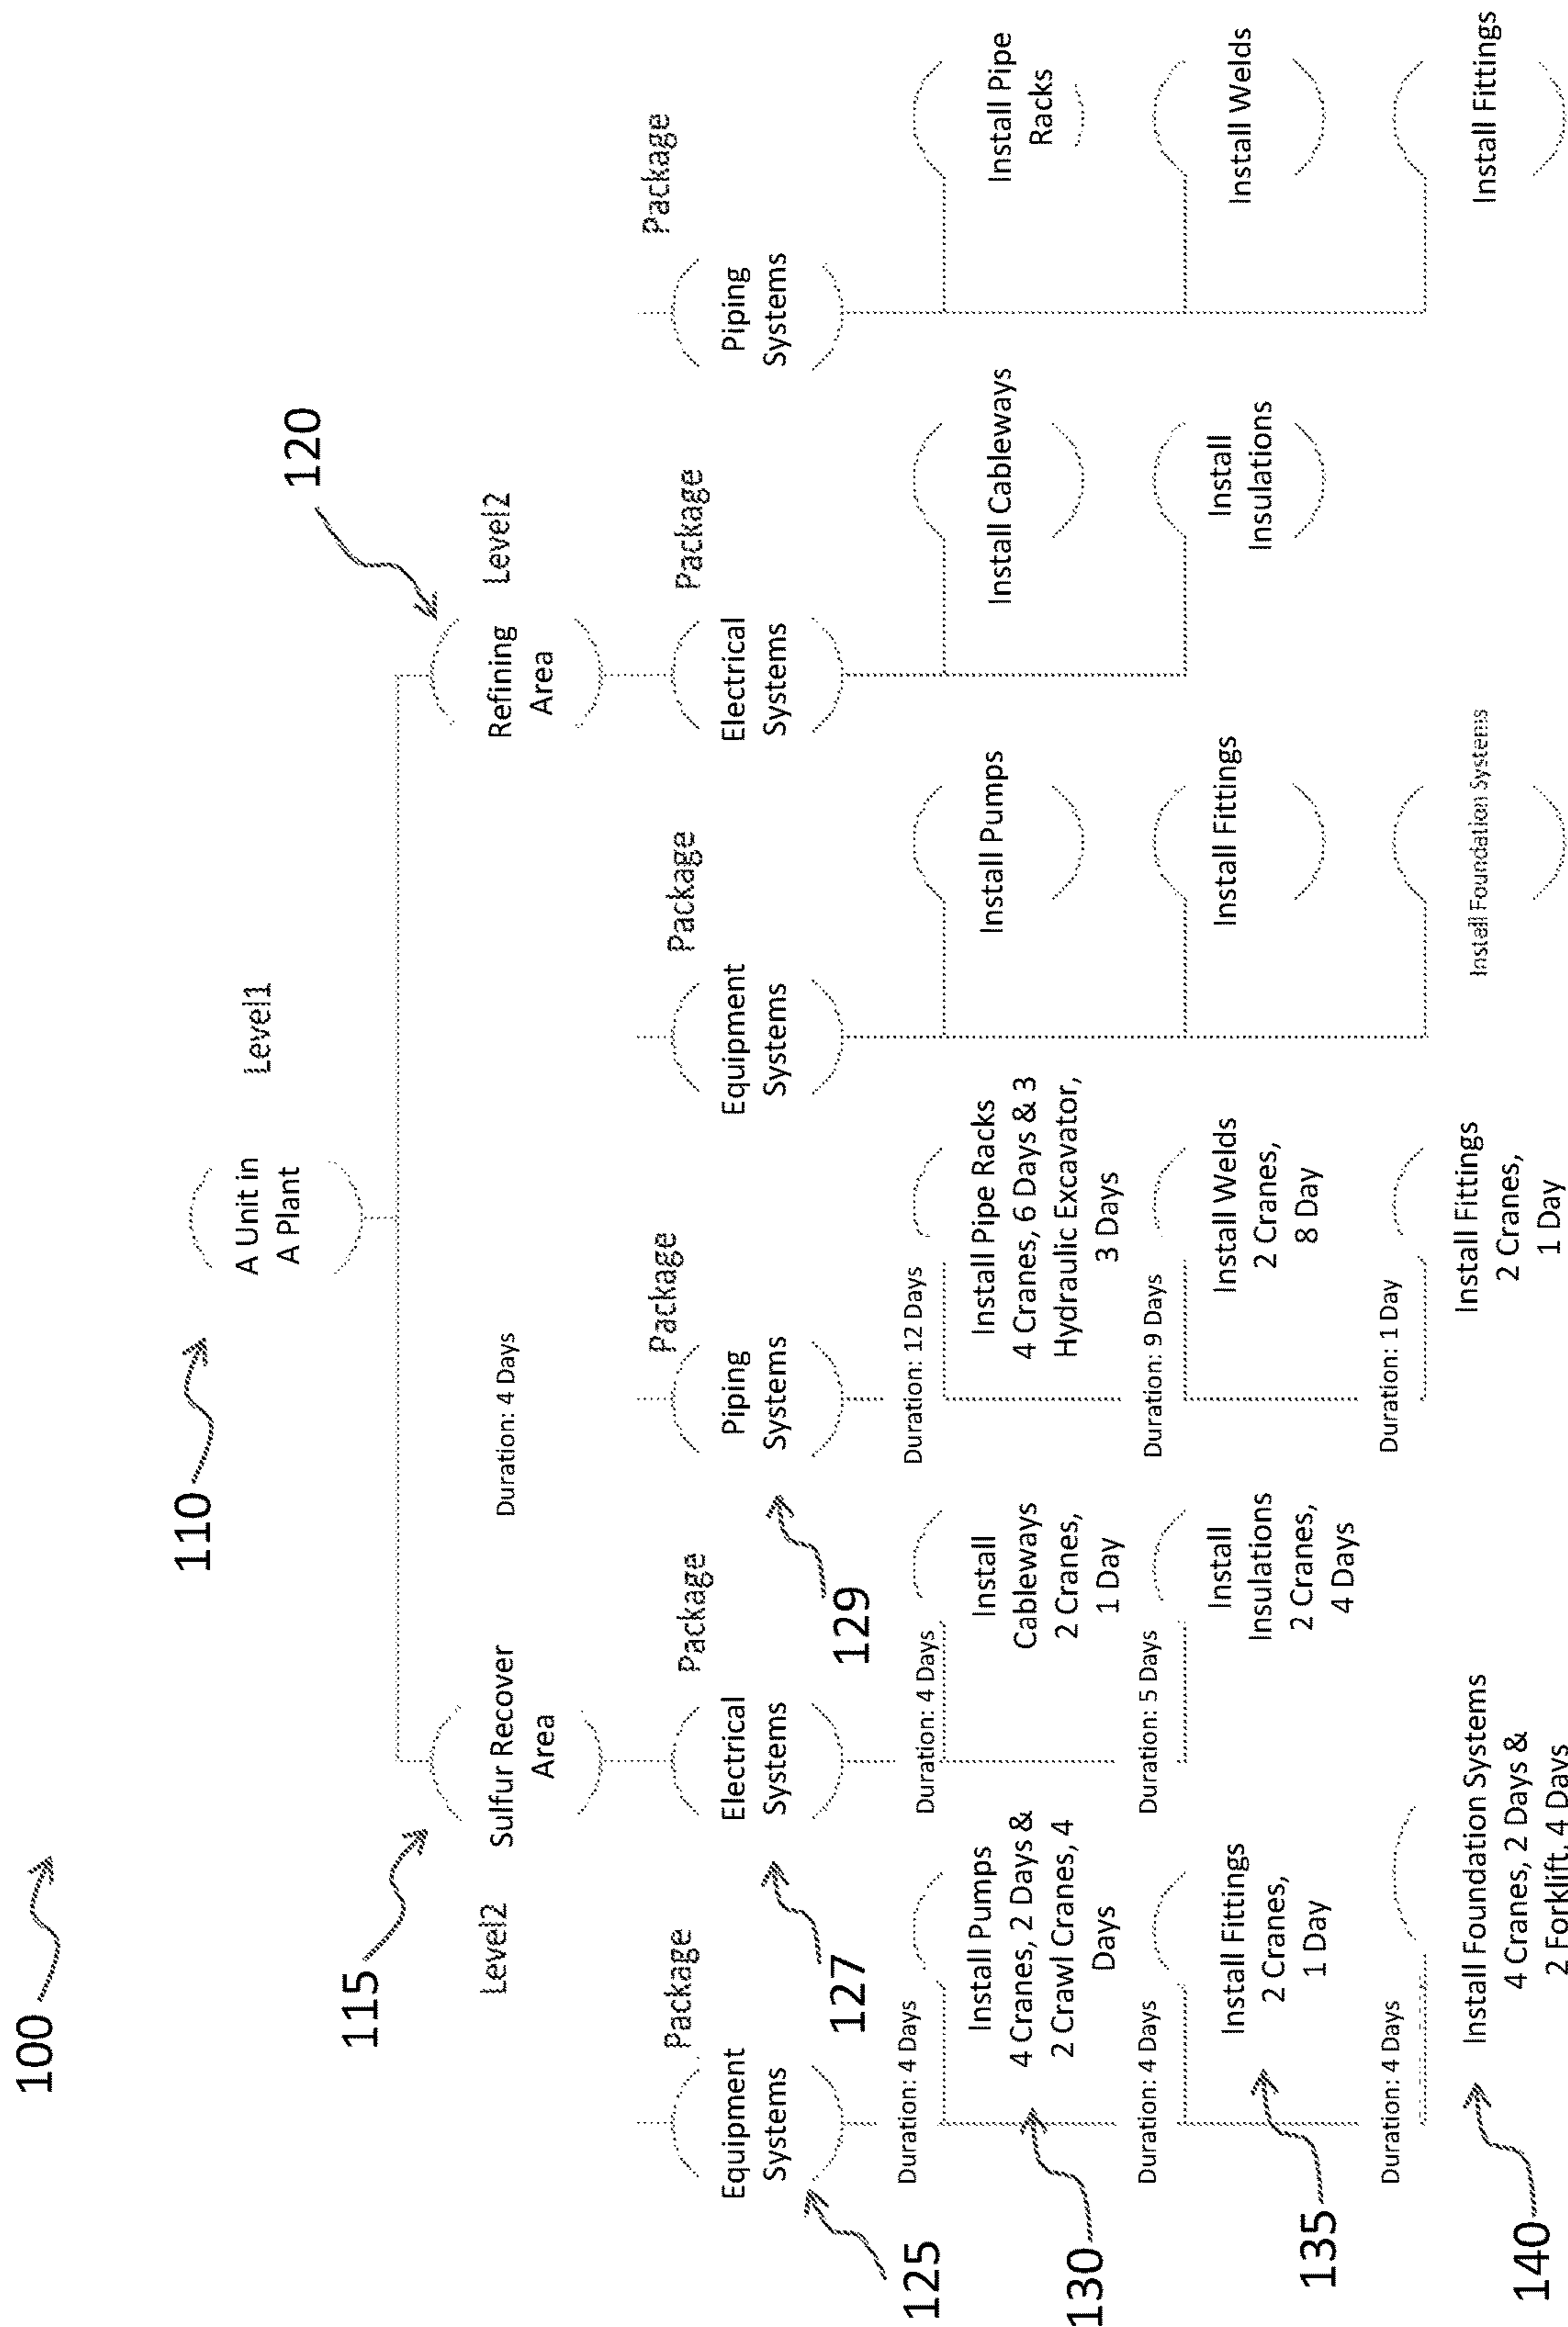 100
110
A Unit in
A Plant
Level1
115
Level2
Sulfur Recover
Area
Duration: 4 Days
120
Refining
Area
Level2
125
Equipment
Systems
Package
Duration: 4 Days
130
Install Pumps
4 Cranes, 2 Days &
2 Crawl Cranes, 4
Days
Duration: 4 Days
135
Install Fittings
2 Cranes,
1 Day
Duration: 4 Days
140
Install Foundation Systems
4 Cranes, 2 Days &
2 Forklift, 4 Days
127
Electrical
Systems
Package
Duration: 4 Days
Install
Cableways
2 Cranes,
1 Day
Duration: 5 Days
Install
Insulations
2 Cranes,
4 Days
129
Piping
Systems
Package
Duration: 12 Days
Install Pipe Racks
4 Cranes, 6 Days & 3
Hydraulic Excavator,
3 Days
Duration: 9 Days
Install Welds
2 Cranes,
8 Day
Duration: 1 Day
Install Fittings
2 Cranes,
1 Day
Equipment
Systems
Package
Install Pumps
Install Fittings
Install Foundation Systems
Electrical
Systems
Package
Install Cableways
Install
Insulations
Piping
Systems
Package
Install Pipe
Racks
Install Welds
Install Fittings